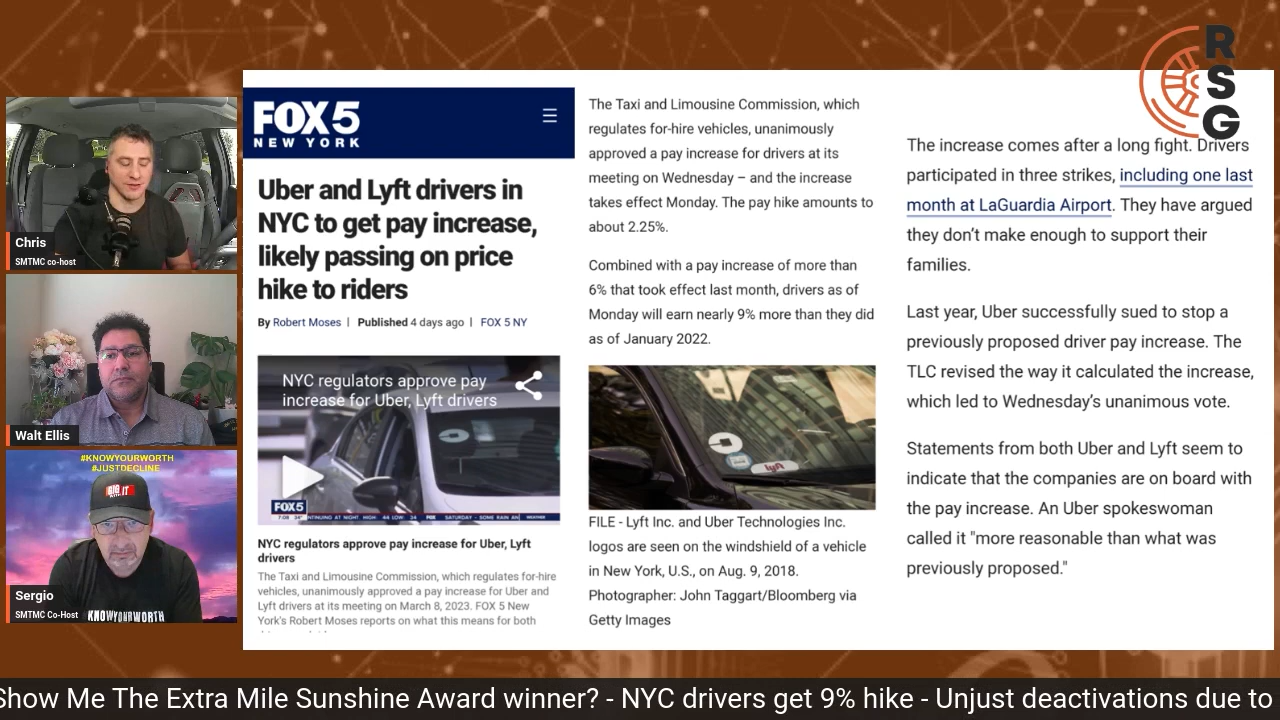 R
S
G
Chris
SMTMC co-host
Walt Ellis
#KNOWYOURWORTH
#JUSTDECLINE
Sergio
SMTMC Co-Host
KNOWYOURWORTH
FOX 5
NEW YORK
Uber and Lyft drivers in
NYC to get pay increase,
likely passing on price
hike to riders
By Robert Moses | Published 4 days ago | FOX 5 NY
NYC regulators approve pay
increase for Uber, Lyft drivers
FOX 5
NYC regulators approve pay increase for Uber, Lyft
drivers
The Taxi and Limousine Commission, which regulates for-hire
vehicles, unanimously approved a pay increase for Uber and
Lyft drivers at its meeting on March 8, 2023. FOX 5 New
York's Robert Moses reports on what this means for both
The Taxi and Limousine Commission, which
regulates for-hire vehicles, unanimously
approved a pay increase for drivers at its
meeting on Wednesday – and the increase
takes effect Monday. The pay hike amounts to
about 2.25%.
Combined with a pay increase of more than
6% that took effect last month, drivers as of
Monday will earn nearly 9% more than they did
as of January 2022.
lyft
FILE - Lyft Inc. and Uber Technologies Inc.
logos are seen on the windshield of a vehicle
in New York, U.S., on Aug. 9, 2018.
Photographer: John Taggart/Bloomberg via
Getty Images
The increase comes after a long fight. Drivers
participated in three strikes, including one last
month at LaGuardia Airport. They have argued
they don't make enough to support their
families.
Last year, Uber successfully sued to stop a
previously proposed driver pay increase. The
TLC revised the way it calculated the increase,
which led to Wednesday's unanimous vote.
Statements from both Uber and Lyft seem to
indicate that the companies are on board with
the pay increase. An Uber spokeswoman
called it "more reasonable than what was
previously proposed."
Show Me The Extra Mile Sunshine Award winner? - NYC drivers get 9% hike - Unjust deactivations due to